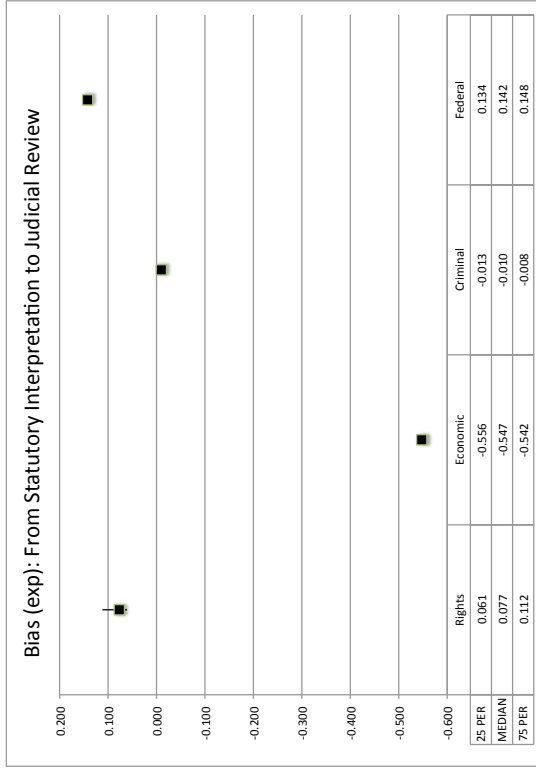 Bias (exp): From Statutory Interpretation to Judicial Review
0.200
0.100
0.000
-0.100
-0.200
-0.300
-0.400
-0.500
-0.600
Rights Economic Criminal Federal
25 PER 0.061 -0.556 -0.013 0.134
MEDIAN 0.077 -0.547 -0.010 0.142
75 PER 0.112 -0.542 -0.008 0.148